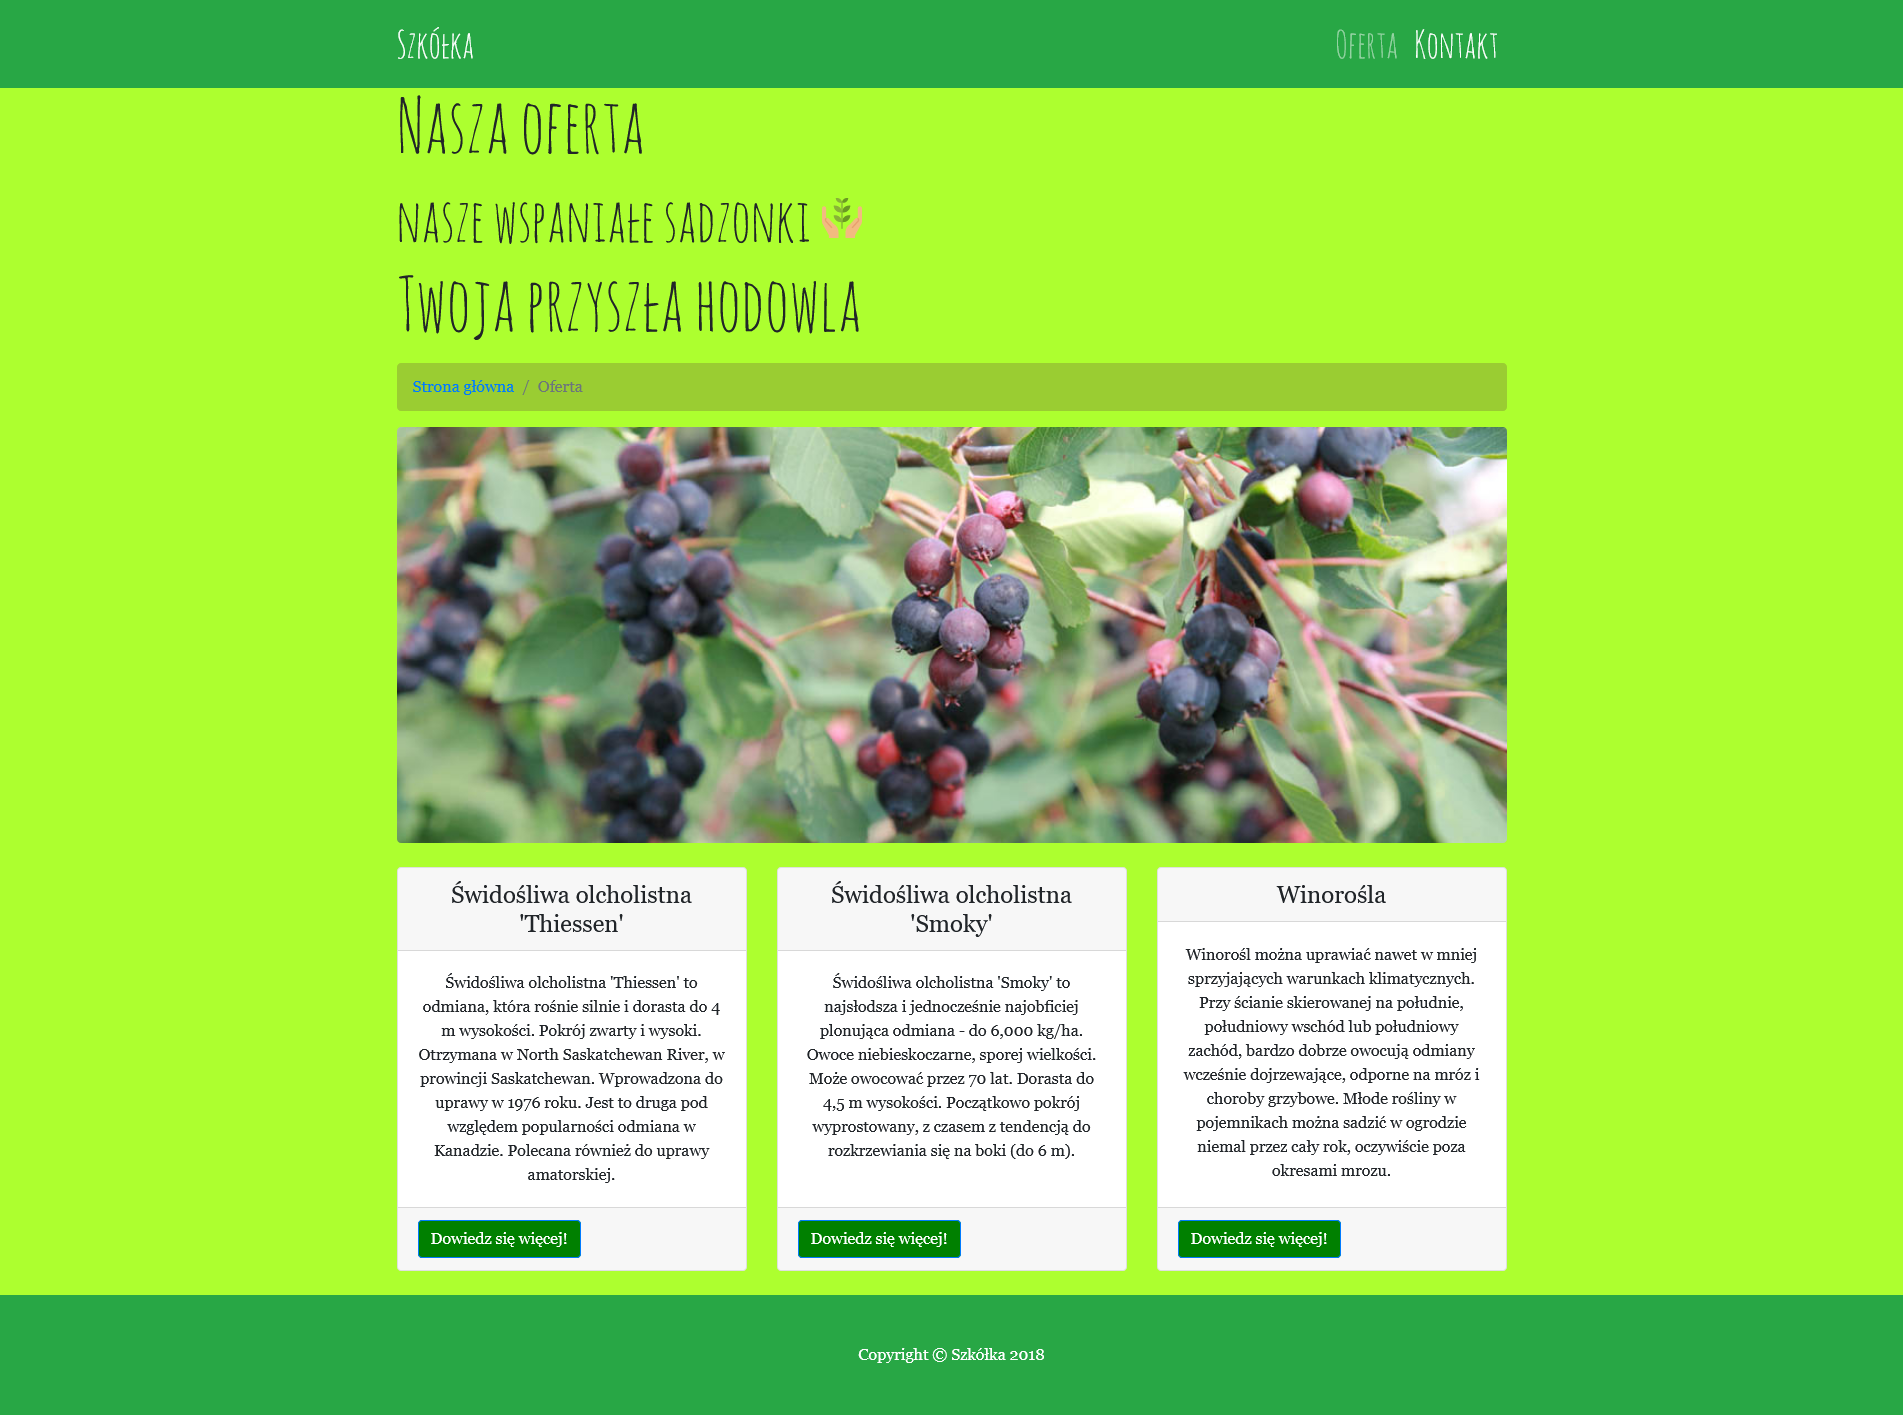 Szkółka
Oferta Kontakt
Nasza oferta
nasze wspaniałe sadzonki
Twoja przyszła hodowla
Strona główna / Oferta
Świdośliwa olcholistna
'Thiessen'
Świdośliwa olcholistna 'Thiessen' to
odmiana, która rośnie silnie i dorasta do 4
m wysokości. Pokrój zwarty i wysoki.
Otrzymana w North Saskatchewan River, w
prowincji Saskatchewan. Wprowadzona do
uprawy w 1976 roku. Jest to druga pod
względem popularności odmiana w
Kanadzie. Polecana również do uprawy
amatorskiej.
Dowiedz się więcej!
Świdośliwa olcholistna
'Smoky'
Świdośliwa olcholistna 'Smoky' to
najsłodsza i jednocześnie najobficiej
plonująca odmiana - do 6,000 kg/ha.
Owoce niebieskoczarne, sporej wielkości.
Może owocować przez 70 lat. Dorasta do
4,5 m wysokości. Początkowo pokrój
wyprostowany, z czasem z tendencją do
rozkrzewiania się na boki (do 6 m).
Dowiedz się więcej!
Winorośla
Winorośl można uprawiać nawet w mniej
sprzyjających warunkach klimatycznych.
Przy ścianie skierowanej na południe,
południowy wschód lub południowy
zachód, bardzo dobrze owocują odmiany
wcześnie dojrzewające, odporne na mróz i
choroby grzybowe. Młode rośliny w
pojemnikach można sadzić w ogrodzie
niemal przez cały rok, oczywiście poza
okresami mrozu.
Dowiedz się więcej!
Copyright © Szkółka 2018